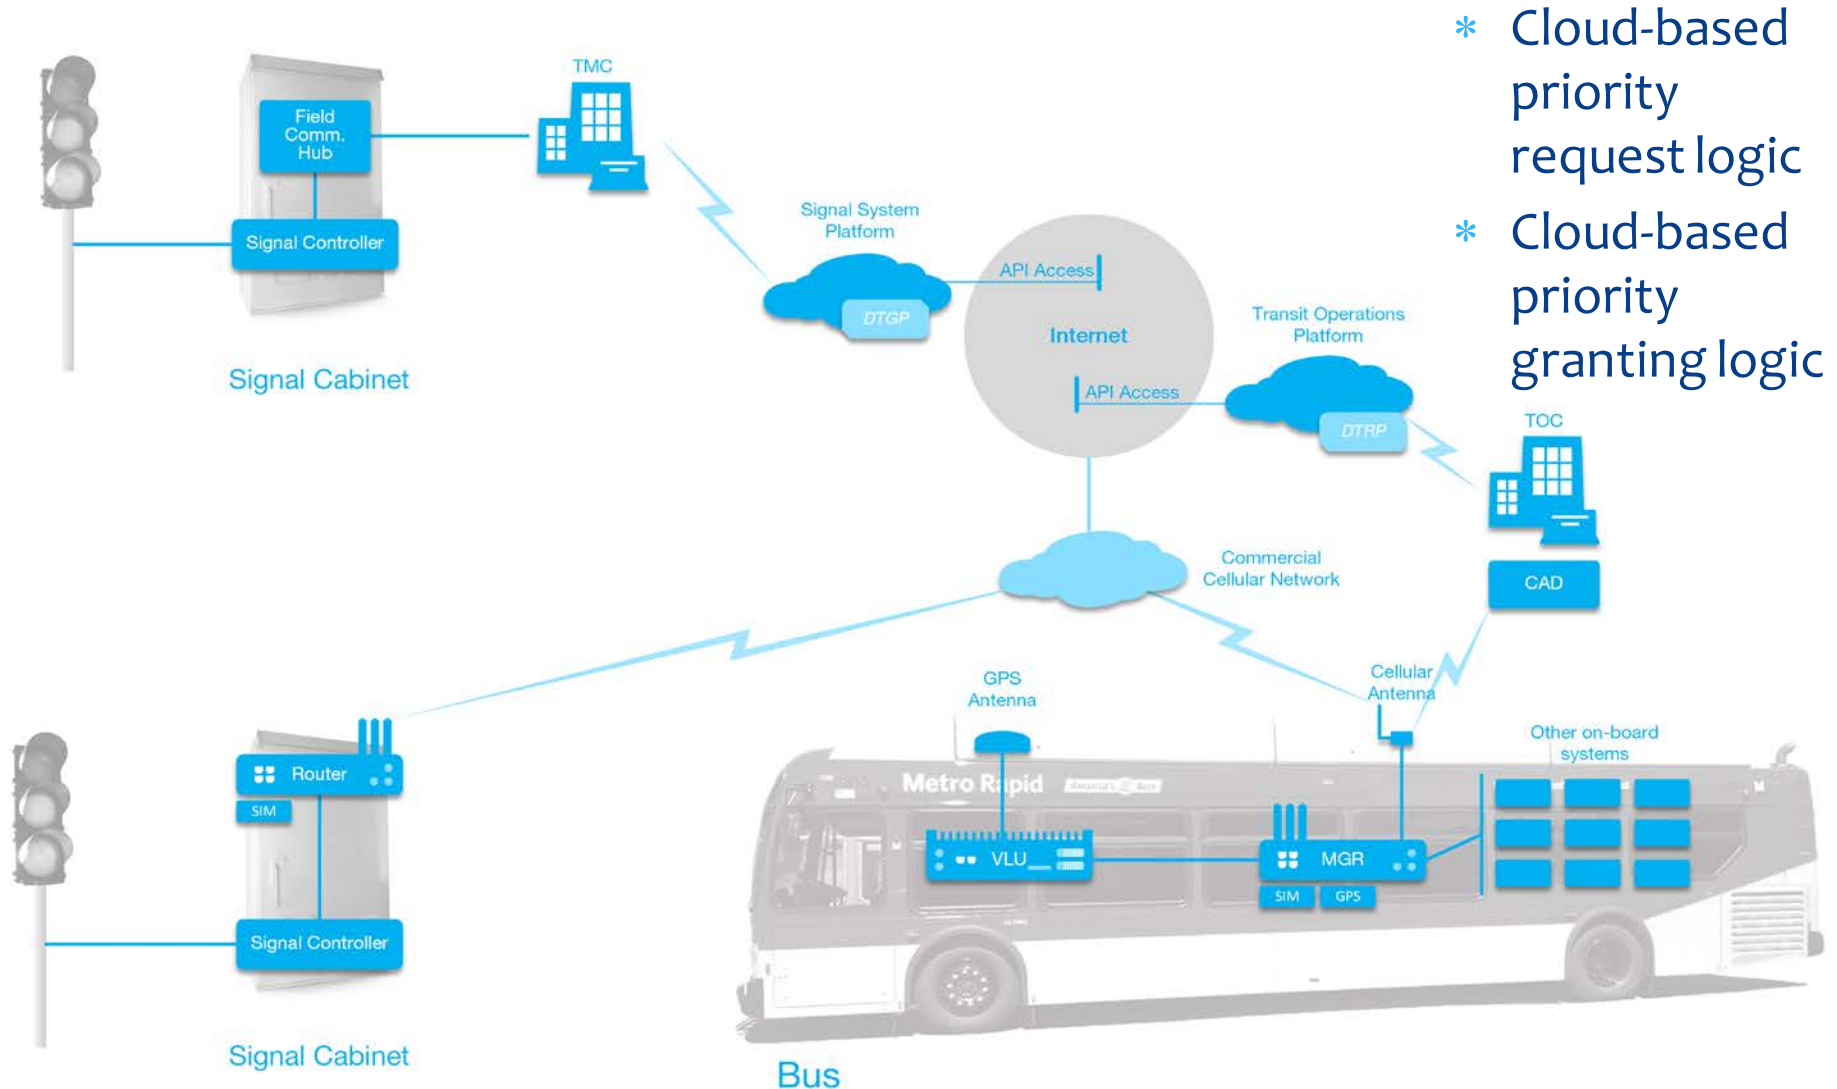 * Cloud-based
priority
request logic
* Cloud-based
priority
granting logic
TMC
Field
Comm.
Hub
Signal Controller
Signal Cabinet
Signal System
Platform
DTGP
API Access
Internet
API Access
Transit Operations
Platform
DTRP
TOC
CAD
Commercial
Cellular Network
GPS
Antenna
Cellular
Antenna
Other on-board
systems
Router
SIM
Signal Controller
Signal Cabinet
Metro Rapid
VLU
MGR
SIM
GPS
M
M
Bus